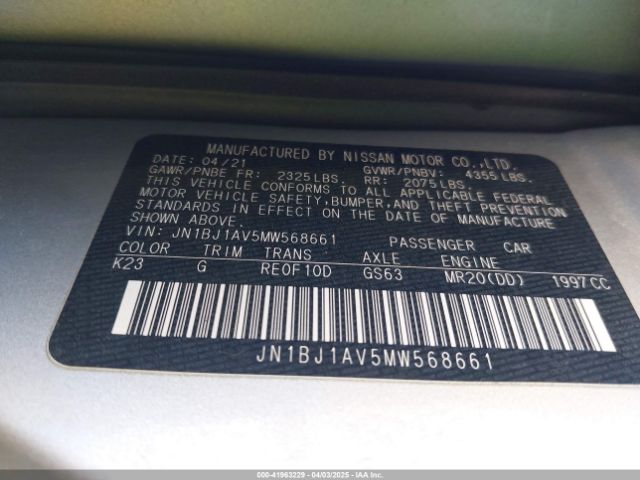 MANUFACTURED BY NISSAN MOTOR CO.,LTD.
DATE: 04/21
GAWR/PNBE FR: 2325LBS. GVWR/PNBV: 4355 LBS.
RR: 2075LBS.
THIS VEHICLE CONFORMS TO ALL APPLICABLE FEDERAL
MOTOR VEHICLE SAFETY,BUMPER,AND THEFT PREVENTION
STANDARDS IN EFFECT ON THE DATE OF MANUFACTURE
SHOWN ABOVE.
VIN: JN1BJ1AV5MW568661 PASSENGER CAR
COLOR TRIM TRANS AXLE ENGINE
K23 G RE0F10D GS63 MR20(DD) 1997CC
JN1BJ1AV5MW568661
000-41963229 - 04/03/2025 - IAA Inc.